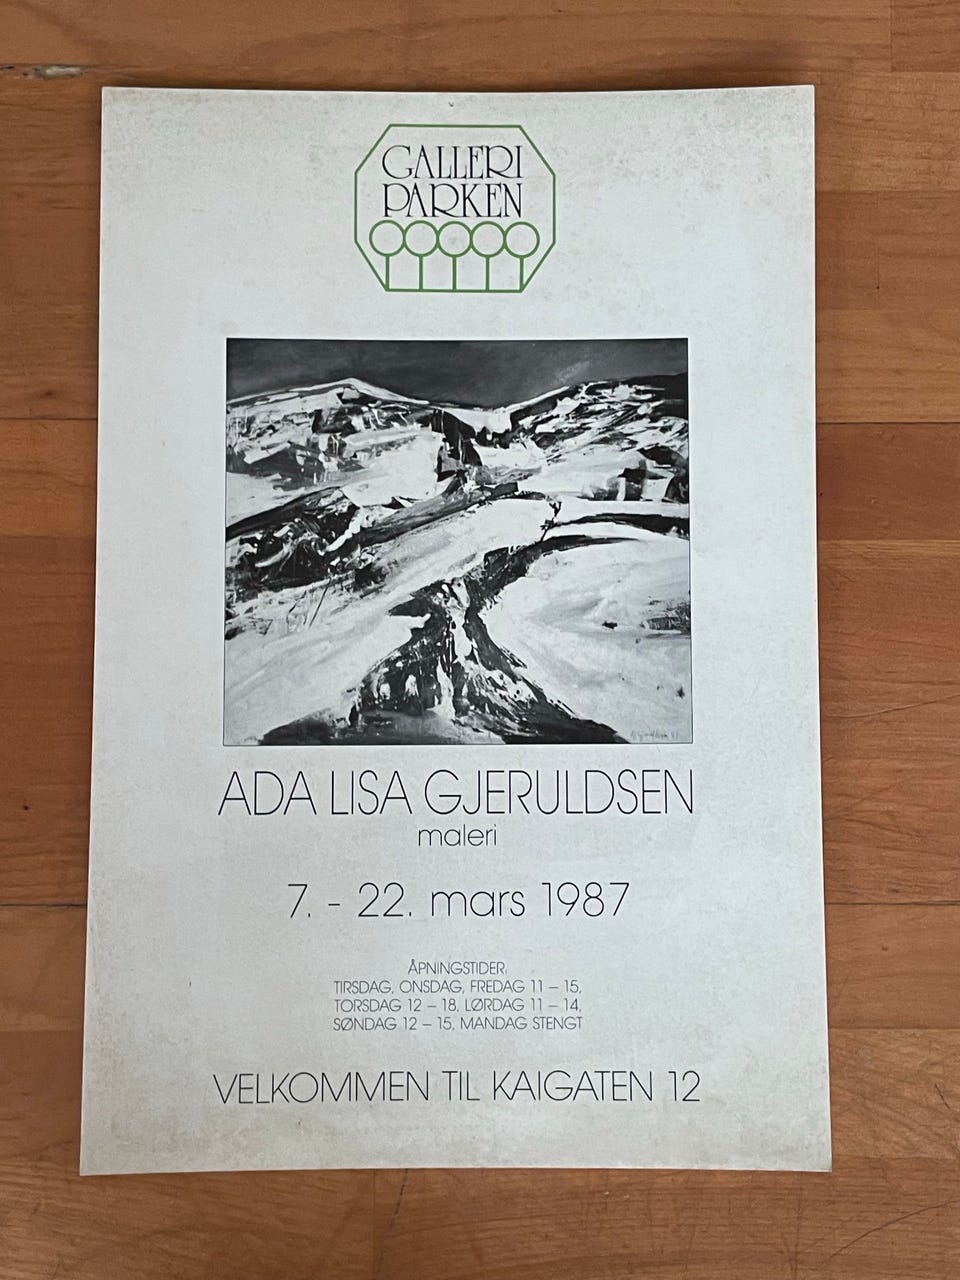 GALLERI
PARKEN
ADA LISA GJERULDSEN
maleri
7. - 22. mars 1987
ÅPNINGSTIDER,
TIRSDAG, ONSDAG, FREDAG 11 – 15,
TORSDAG 12 – 18, LØRDAG 11 – 14,
SØNDAG 12 – 15, MANDAG STENGT
VELKOMMEN TIL KAIGATEN 12